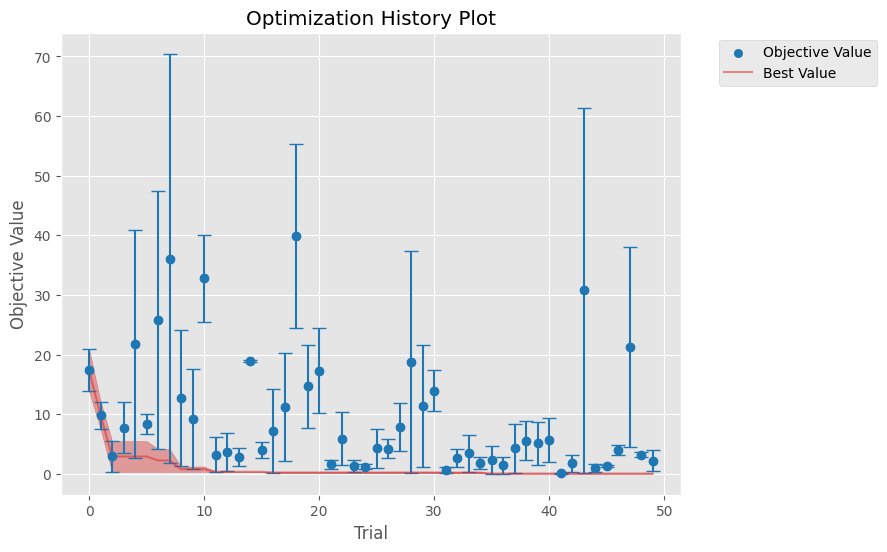 Optimization History Plot
Objective Value
Best Value
70
60
50
40
30
20
10
0
Objective Value
0 10 20 30 40 50
Trial